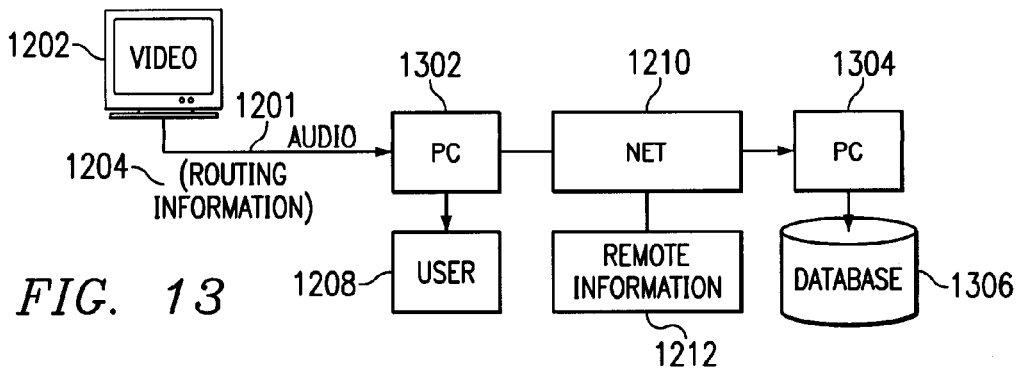 1202
VIDEO
1201
AUDIO
1204
(ROUTING
INFORMATION)
1302
PC
1210
NET
1304
PC
1208
USER
REMOTE
INFORMATION
1212
DATABASE
1306
FIG. 13